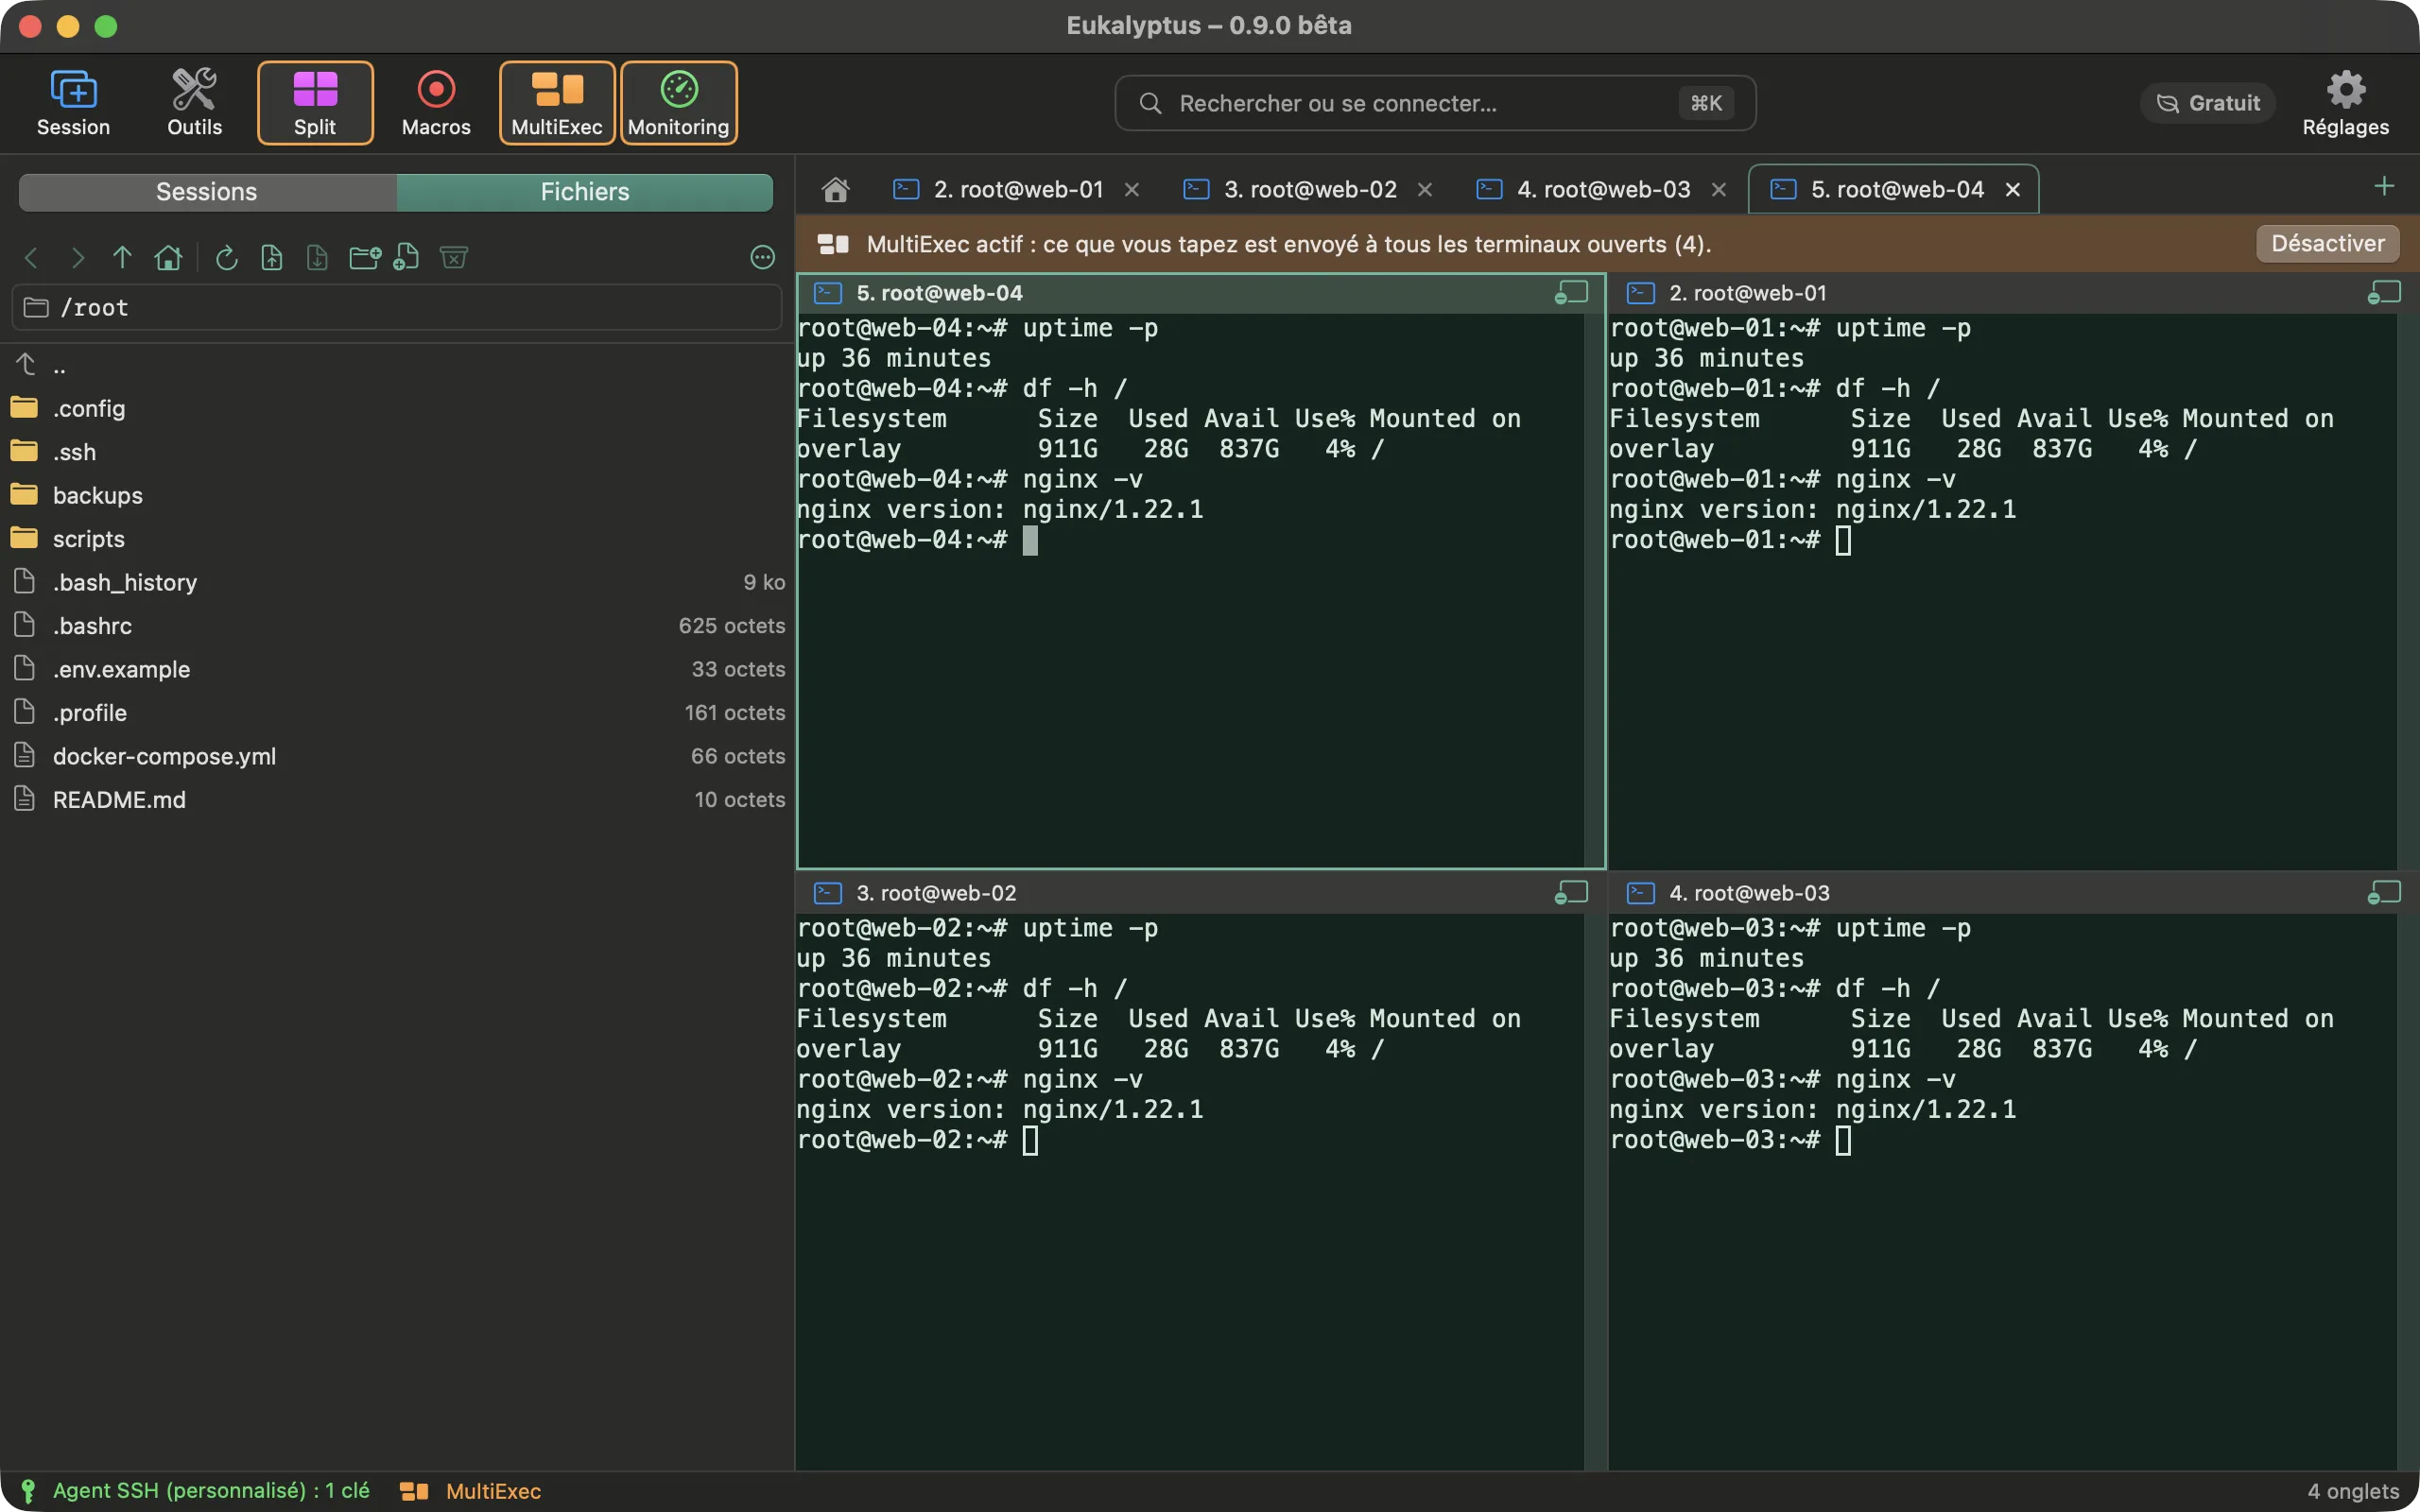 Eukalyptus – 0.9.0 bêta
Session
Outils
Split
Macros
MultiExec
Monitoring
Rechercher ou se connecter...
⌘K
Gratuit
Réglages
Sessions
Fichiers
2. root@web-01
3. root@web-02
4. root@web-03
5. root@web-04
MultiExec actif : ce que vous tapez est envoyé à tous les terminaux ouverts (4).
Désactiver
/root
..
.config
.ssh
backups
scripts
.bash_history 9 ko
.bashrc 625 octets
.env.example 33 octets
.profile 161 octets
docker-compose.yml 66 octets
README.md 10 octets
5. root@web-04
root@web-04:~# uptime -p
up 36 minutes
root@web-04:~# df -h /
Filesystem      Size  Used Avail Use% Mounted on
overlay         911G   28G  837G   4% /
root@web-04:~# nginx -v
nginx version: nginx/1.22.1
root@web-04:~#
2. root@web-01
root@web-01:~# uptime -p
up 36 minutes
root@web-01:~# df -h /
Filesystem      Size  Used Avail Use% Mounted on
overlay         911G   28G  837G   4% /
root@web-01:~# nginx -v
nginx version: nginx/1.22.1
root@web-01:~#
3. root@web-02
root@web-02:~# uptime -p
up 36 minutes
root@web-02:~# df -h /
Filesystem      Size  Used Avail Use% Mounted on
overlay         911G   28G  837G   4% /
root@web-02:~# nginx -v
nginx version: nginx/1.22.1
root@web-02:~#
4. root@web-03
root@web-03:~# uptime -p
up 36 minutes
root@web-03:~# df -h /
Filesystem      Size  Used Avail Use% Mounted on
overlay         911G   28G  837G   4% /
root@web-03:~# nginx -v
nginx version: nginx/1.22.1
root@web-03:~#
Agent SSH (personnalisé) : 1 clé
MultiExec
4 onglets